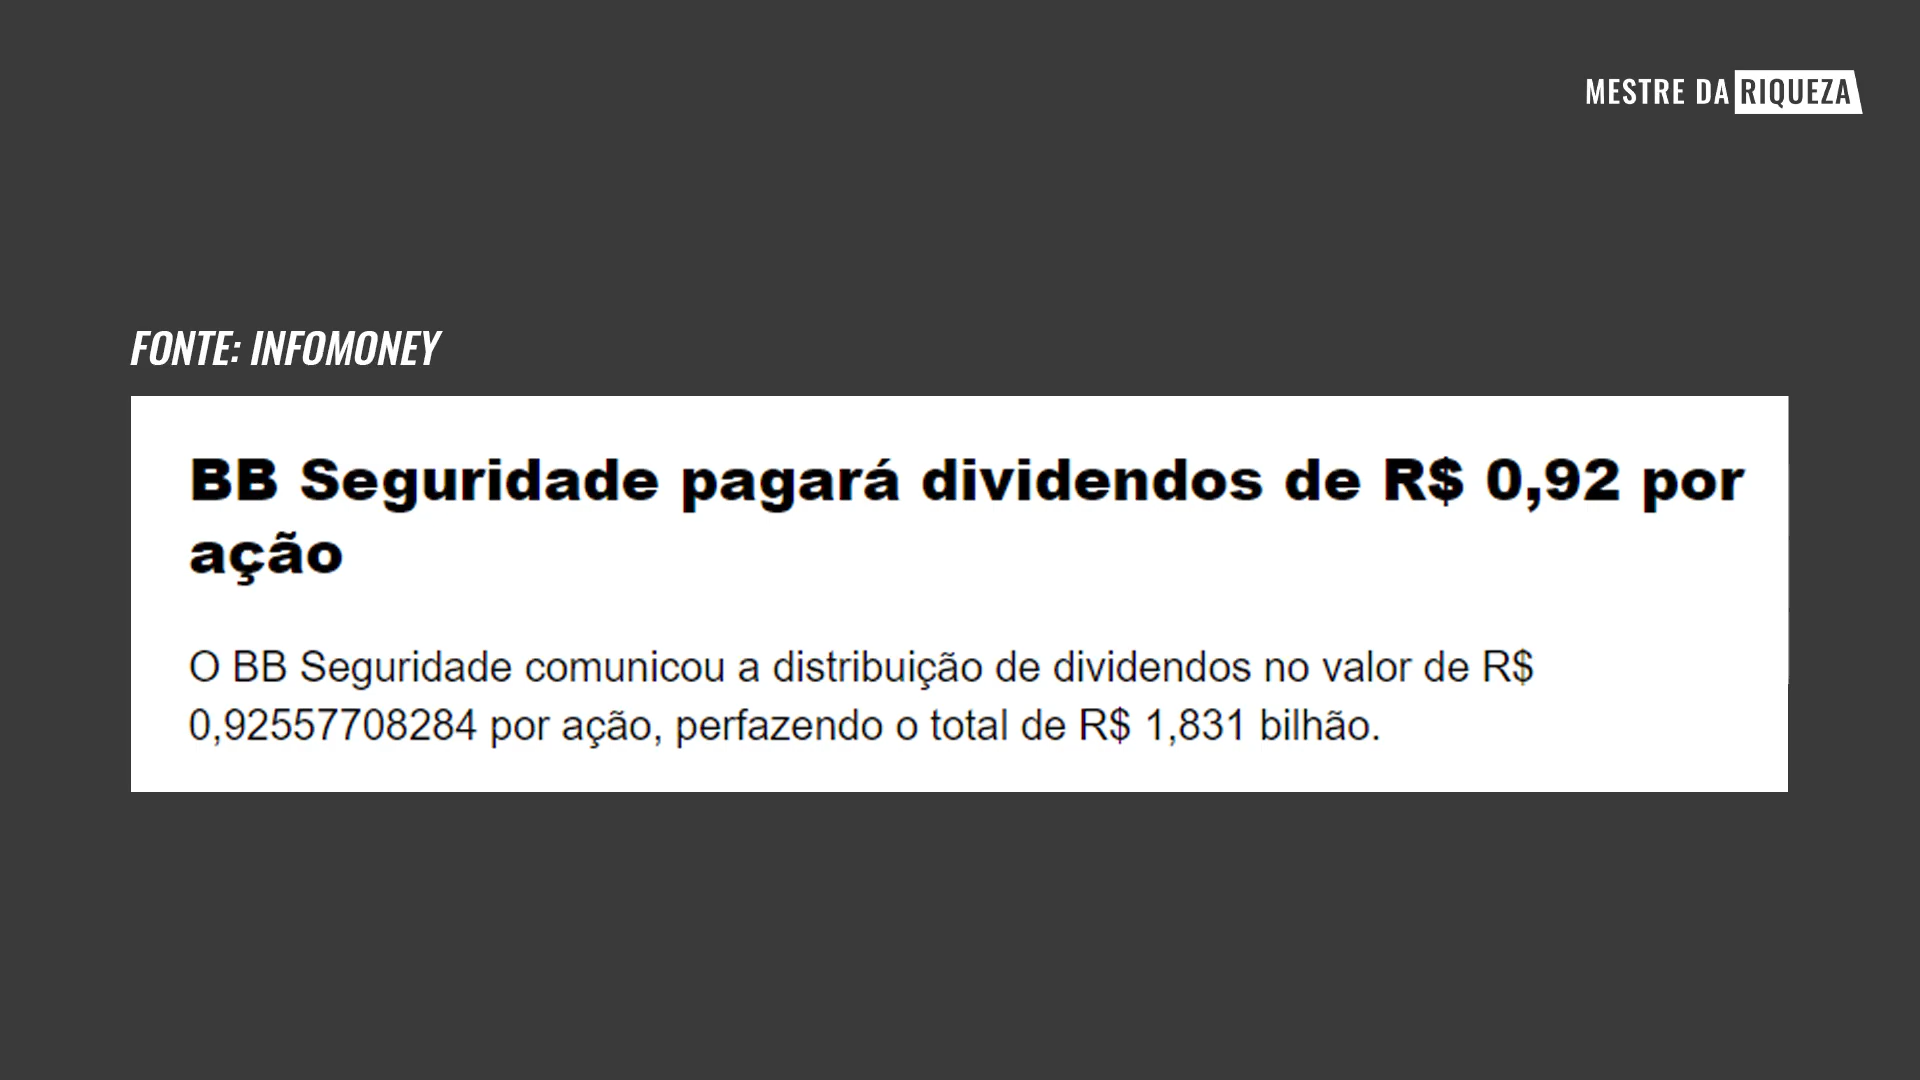 MESTRE DA RIQUEZA
FONTE: INFOMONEY
BB Seguridade pagará dividendos de R$ 0,92 por
ação
O BB Seguridade comunicou a distribuição de dividendos no valor de R$
0,92557708284 por ação, perfazendo o total de R$ 1,831 bilhão.